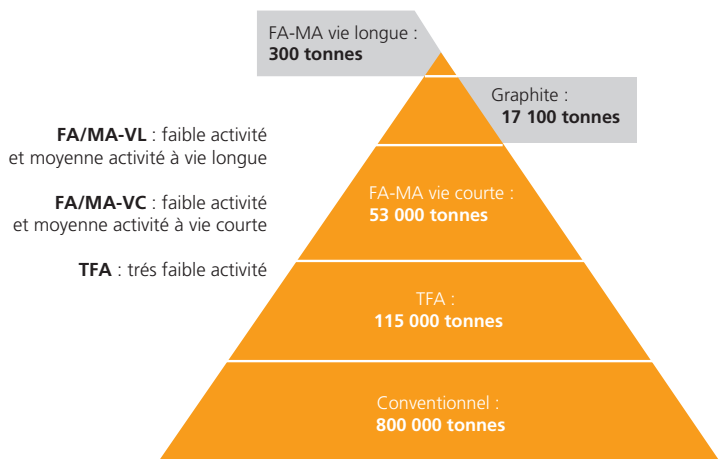 FA-MA vie longue :
300 tonnes
Graphite :
17 100 tonnes
FA/MA-VL : faible activité
et moyenne activité à vie longue
FA/MA-VC : faible activité
et moyenne activité à vie courte
TFA : trés faible activité
FA-MA vie courte :
53 000 tonnes
TFA :
115 000 tonnes
Conventionnel :
800 000 tonnes